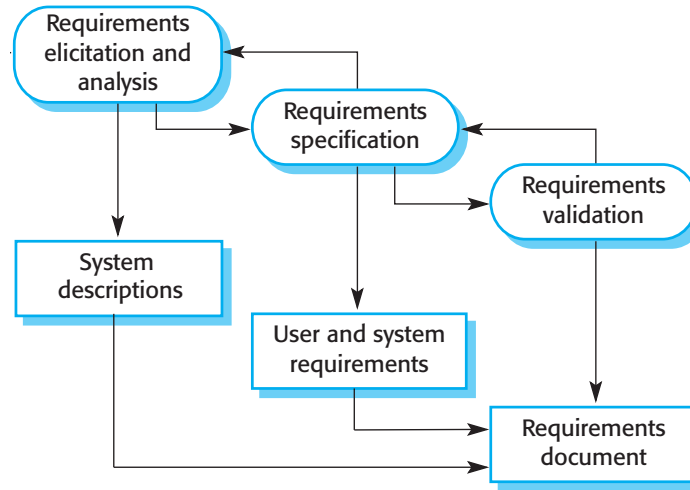 Requirements
elicitation and
analysis
Requirements
specification
Requirements
validation
System
descriptions
User and system
requirements
Requirements
document